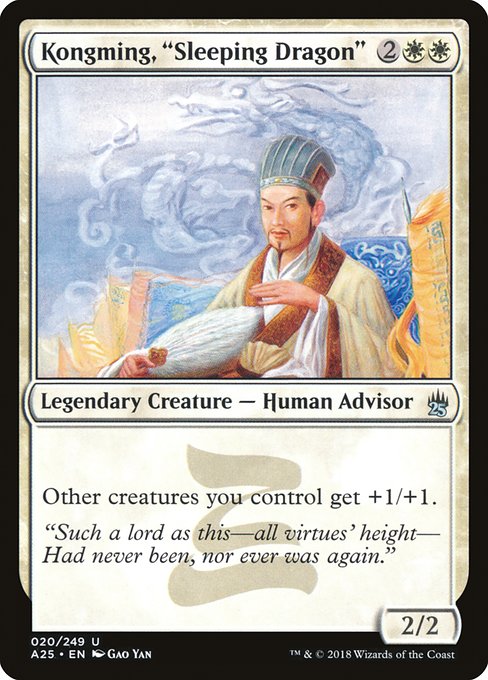 Kongming, “Sleeping Dragon” 2
Legendary Creature — Human Advisor 25
Other creatures you control get +1/+1.
“Such a lord as this—all virtues’ height—
Had never been, nor ever was again.”
2/2
020/249 U
A25 • EN Gao Yan ™ & © 2018 Wizards of the Coast